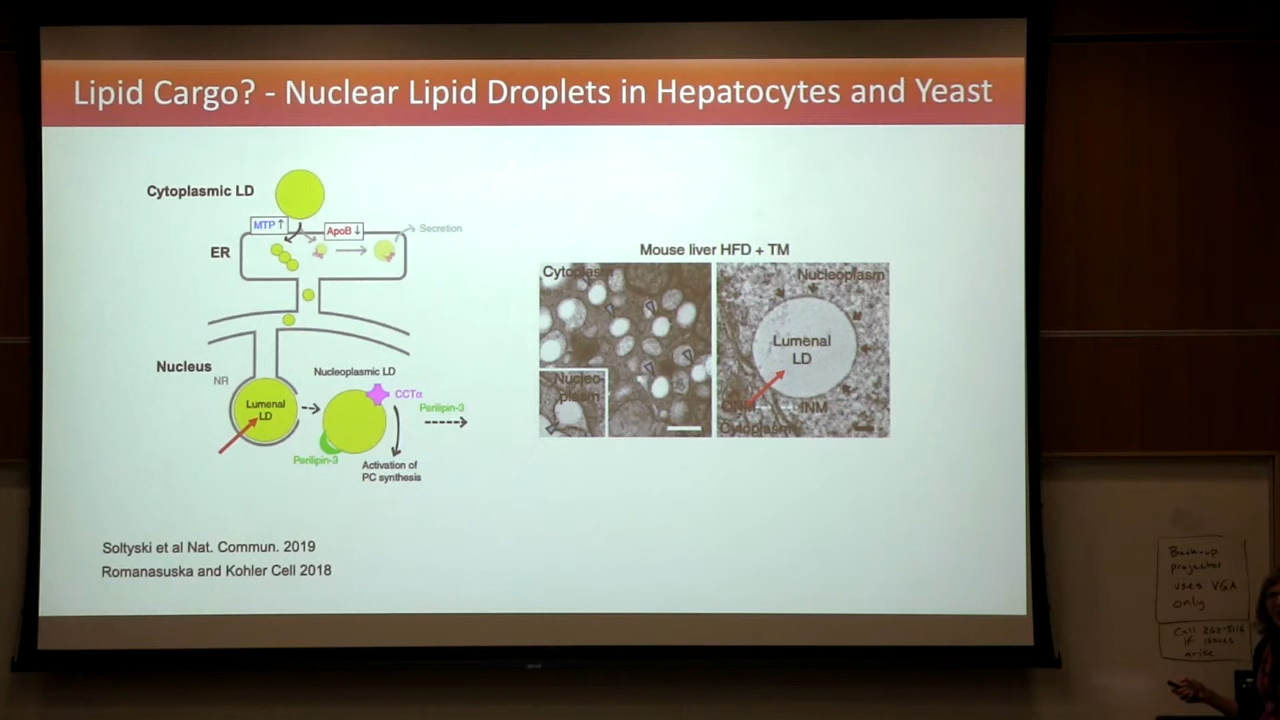 Lipid Cargo? - Nuclear Lipid Droplets in Hepatocytes and Yeast
Cytoplasmic LD
MTP↑
ApoB↓
Secretion
ER
Nucleus
NR
Lumenal
LD
Nucleoplasmic LD
CCTα
Perilipin-3
Perilipin-3
Activation of
PC synthesis
Mouse liver HFD + TM
Cytoplasm
Nucleo-
plasm
Nucleoplasm
Lumenal
LD
ONM
INM
Cytoplasm
Soltyski et al Nat. Commun. 2019
Romanasuska and Kohler Cell 2018
Back-up
projector
uses VGA
only
Call 262-5116
if issues
arise